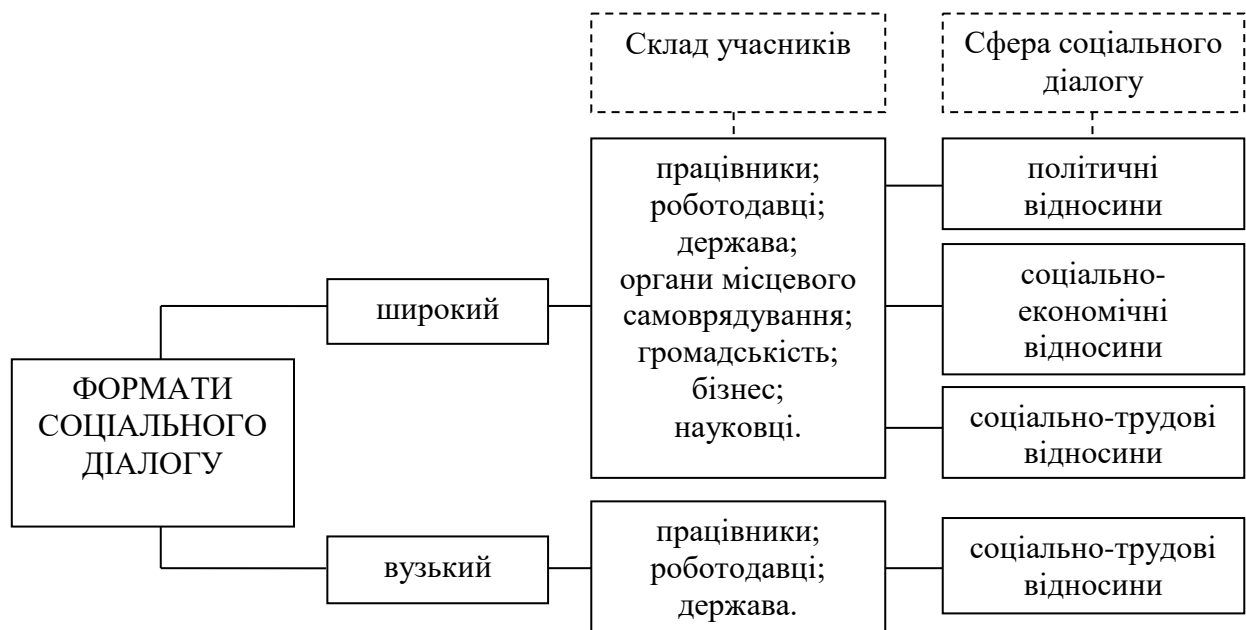 Склад учасників
Сфера соціального
діалогу
працівники;
роботодавці;
держава;
органи місцевого
самоврядування;
громадськість;
бізнес;
науковці.
політичні
відносини
соціально-
економічні
відносини
соціально-трудові
відносини
широкий
ФОРМАТИ
СОЦІАЛЬНОГО
ДІАЛОГУ
вузький
працівники;
роботодавці;
держава.
соціально-трудові
відносини